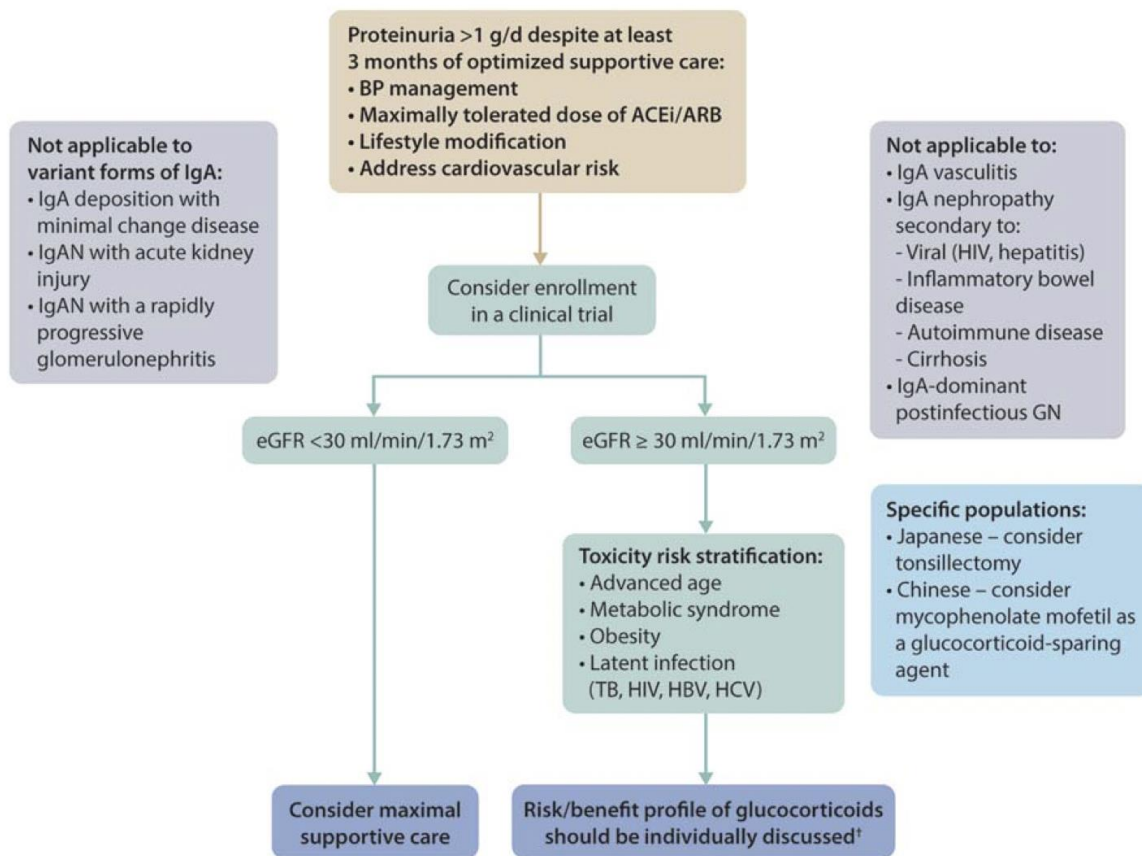 Proteinuria >1 g/d despite at least
3 months of optimized supportive care:
• BP management
• Maximally tolerated dose of ACEi/ARB
• Lifestyle modification
• Address cardiovascular risk
Not applicable to
variant forms of IgA:
• IgA deposition with
minimal change disease
• IgAN with acute kidney
injury
• IgAN with a rapidly
progressive
glomerulonephritis
Not applicable to:
• IgA vasculitis
• IgA nephropathy
secondary to:
- Viral (HIV, hepatitis)
- Inflammatory bowel
disease
- Autoimmune disease
- Cirrhosis
• IgA-dominant
postinfectious GN
Consider enrollment
in a clinical trial
eGFR <30 ml/min/1.73 m²
eGFR ≥ 30 ml/min/1.73 m²
Specific populations:
• Japanese – consider
tonsillectomy
• Chinese – consider
mycophenolate mofetil as
a glucocorticoid-sparing
agent
Toxicity risk stratification:
• Advanced age
• Metabolic syndrome
• Obesity
• Latent infection
(TB, HIV, HBV, HCV)
Consider maximal
supportive care
Risk/benefit profile of glucocorticoids
should be individually discussed†